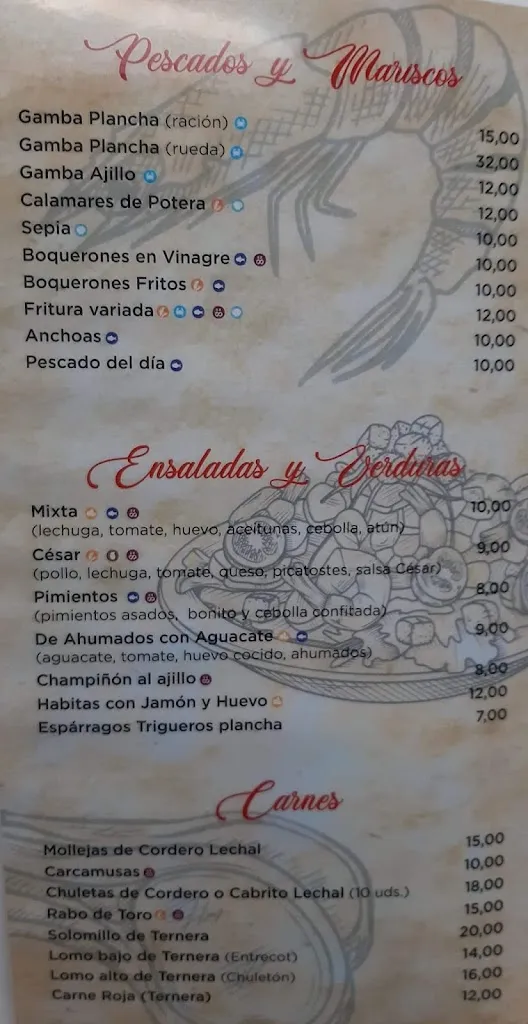 Pescados y Mariscos
Gamba Plancha (ración) 15,00
Gamba Plancha (rueda) 32,00
Gamba Ajillo 12,00
Calamares de Potera 12,00
Sepia 10,00
Boquerones en Vinagre 10,00
Boquerones Fritos 10,00
Fritura variada 12,00
Anchoas 10,00
Pescado del día 10,00
Ensaladas y Verduras
Mixta 10,00
(lechuga, tomate, huevo, aceitunas, cebolla, atún)
César 9,00
(pollo, lechuga, tomate, queso, picatostes, salsa César)
Pimientos 8,00
(pimientos asados, bonito y cebolla confitada)
De Ahumados con Aguacate 9,00
(aguacate, tomate, huevo cocido, ahumados)
Champiñón al ajillo 8,00
Habitas con Jamón y Huevo 12,00
Espárragos Trigueros plancha 7,00
Carnes
Mollejas de Cordero Lechal 15,00
Carcamusas 10,00
Chuletas de Cordero o Cabrito Lechal (10 uds.) 18,00
Rabo de Toro 15,00
Solomillo de Ternera 20,00
Lomo bajo de Ternera (Entrecot) 14,00
Lomo alto de Ternera (Chuletón) 16,00
Carne Roja (Ternera) 12,00